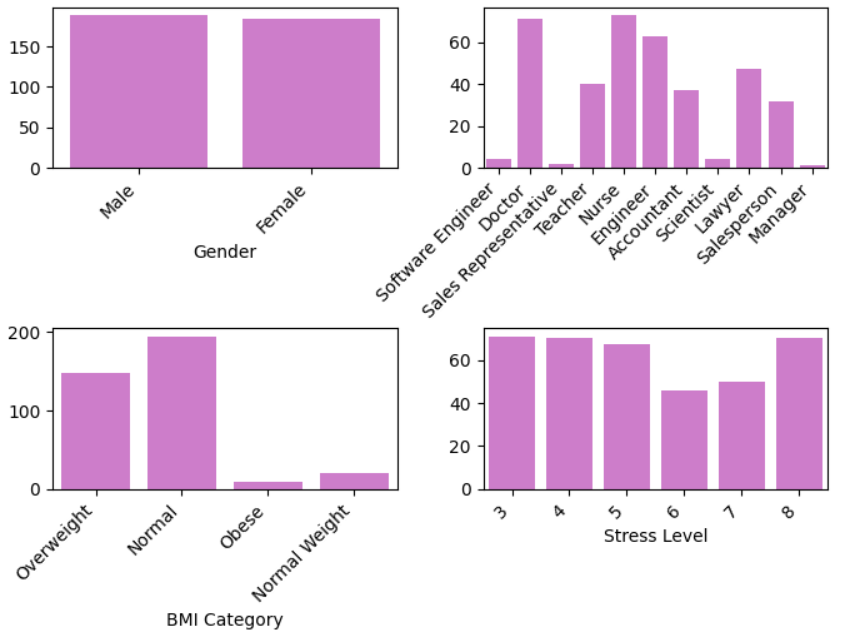 150
100
50
0
Male
Female
Gender
60
40
20
0
Software Engineer
Doctor
Sales Representative
Teacher
Nurse
Engineer
Accountant
Scientist
Lawyer
Salesperson
Manager
200
100
0
Overweight
Normal
Obese
Normal Weight
BMI Category
60
40
20
0
3
4
5
6
7
8
Stress Level